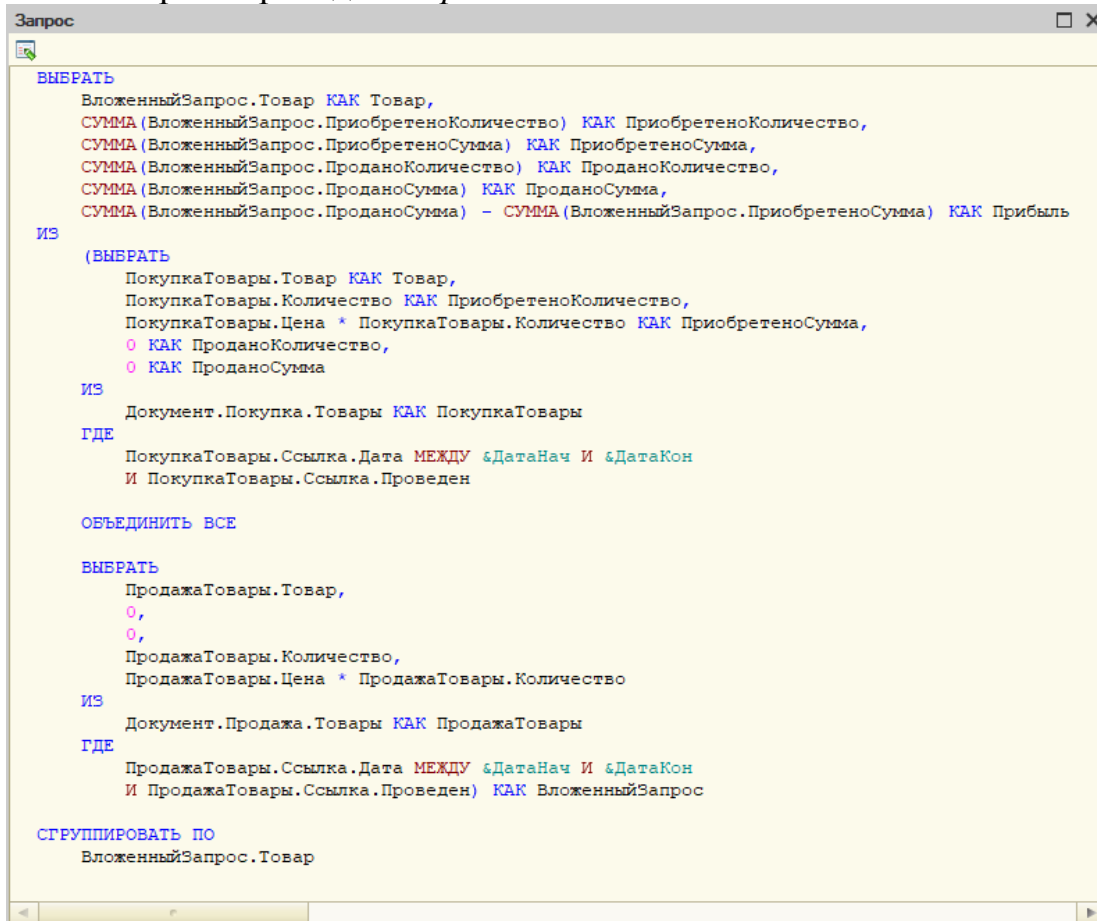 Запрос
ВЫБРАТЬ
ВложенныйЗапрос.Товар КАК Товар,
СУММА(ВложенныйЗапрос.ПриобретеноКоличество) КАК ПриобретеноКоличество,
СУММА(ВложенныйЗапрос.ПриобретеноСумма) КАК ПриобретеноСумма,
СУММА(ВложенныйЗапрос.ПроданоКоличество) КАК ПроданоКоличество,
СУММА(ВложенныйЗапрос.ПроданоСумма) КАК ПроданоСумма,
СУММА(ВложенныйЗапрос.ПроданоСумма) - СУММА(ВложенныйЗапрос.ПриобретеноСумма) КАК Прибыль
ИЗ
(ВЫБРАТЬ
ПокупкаТовары.Товар КАК Товар,
ПокупкаТовары.Количество КАК ПриобретеноКоличество,
ПокупкаТовары.Цена * ПокупкаТовары.Количество КАК ПриобретеноСумма,
0 КАК ПроданоКоличество,
0 КАК ПроданоСумма
ИЗ
Документ.Покупка.Товары КАК ПокупкаТовары
ГДЕ
ПокупкаТовары.Ссылка.Дата МЕЖДУ &ДатаНач И &ДатаКон
И ПокупкаТовары.Ссылка.Проведен
ОБЪЕДИНИТЬ ВСЕ
ВЫБРАТЬ
ПродажаТовары.Товар,
0,
0,
ПродажаТовары.Количество,
ПродажаТовары.Цена * ПродажаТовары.Количество
ИЗ
Документ.Продажа.Товары КАК ПродажаТовары
ГДЕ
ПродажаТовары.Ссылка.Дата МЕЖДУ &ДатаНач И &ДатаКон
И ПродажаТовары.Ссылка.Проведен) КАК ВложенныйЗапрос
СГРУППИРОВАТЬ ПО
ВложенныйЗапрос.Товар